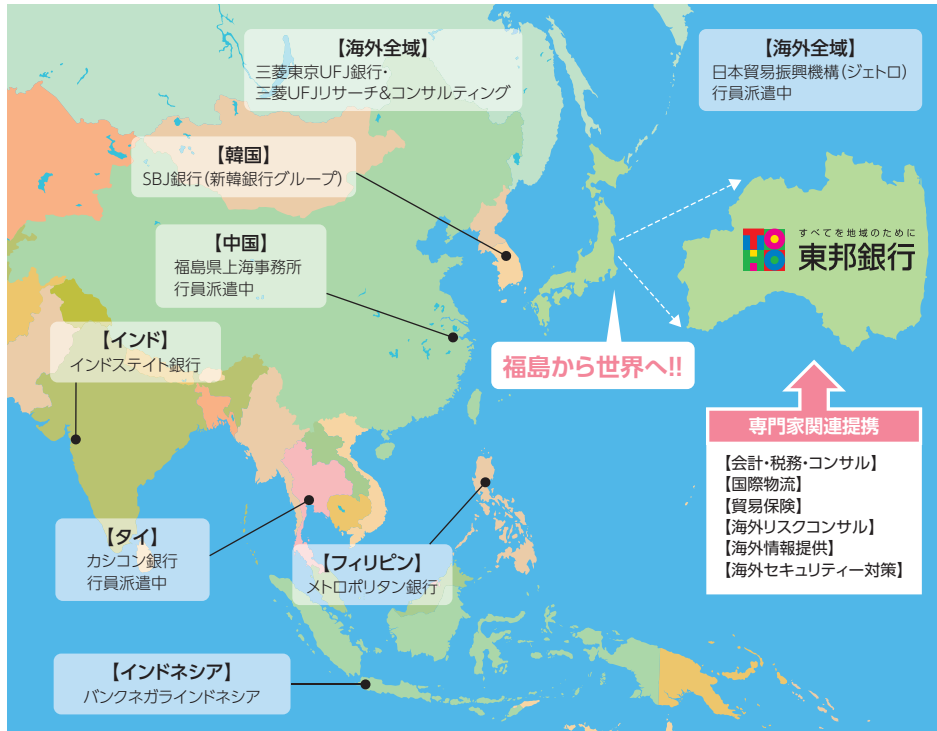 【海外全域】
三菱東京UFJ銀行・
三菱UFJリサーチ&コンサルティング
【海外全域】
日本貿易振興機構(ジェトロ)
行員派遣中
【韓国】
SBJ銀行(新韓銀行グループ)
【中国】
福島県上海事務所
行員派遣中
TO
HO
すべてを地域のために
東邦銀行
【インド】
インドステイト銀行
福島から世界へ!!
専門家関連提携
【会計・税務・コンサル】
【国際物流】
【貿易保険】
【海外リスクコンサル】
【海外情報提供】
【海外セキュリティー対策】
【タイ】
カシコン銀行
行員派遣中
【フィリピン】
メトロポリタン銀行
【インドネシア】
バンクネガラインドネシア